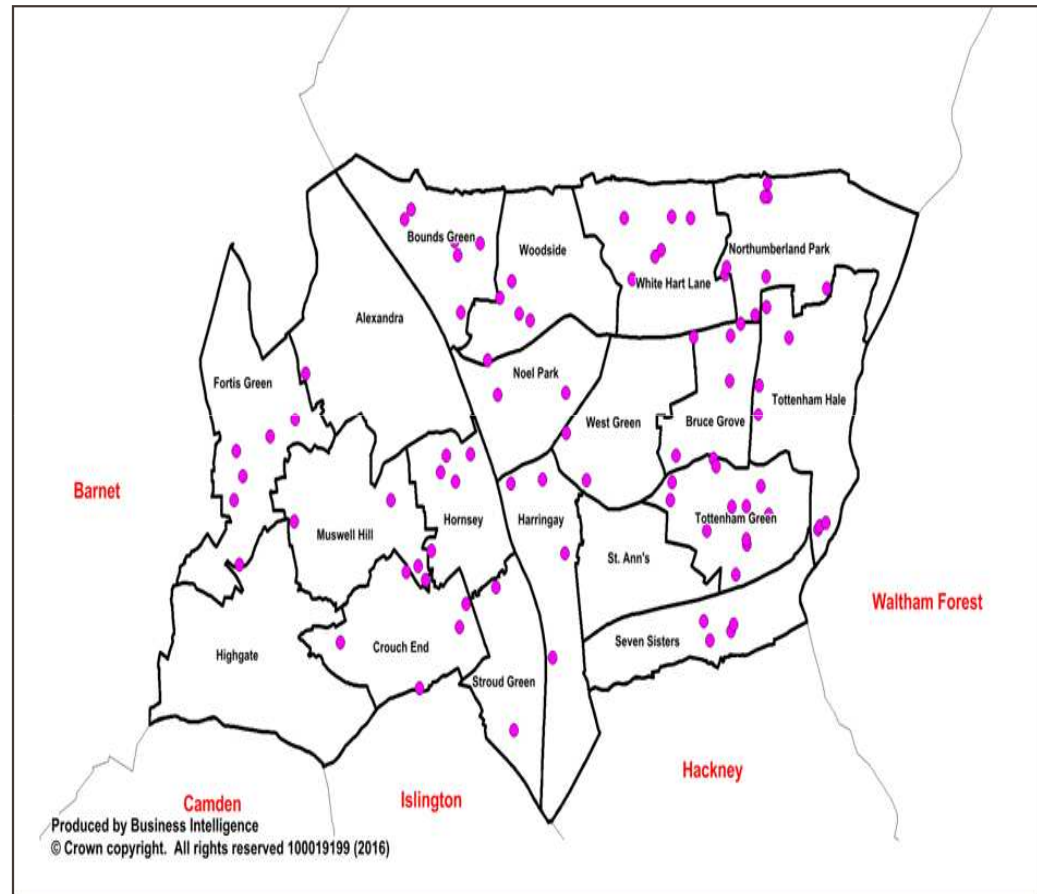 Bounds Green
Woodside
Northumberland Park
White Hart Lane
Alexandra
Noel Park
Fortis Green
Tottenham Hale
West Green
Bruce Grove
Barnet
Muswell Hill
Hornsey
Harringay
Tottenham Green
St. Ann's
Waltham Forest
Seven Sisters
Crouch End
Highgate
Stroud Green
Hackney
Islington
Camden
Produced by Business Intelligence
© Crown copyright. All rights reserved 100019199 (2016)